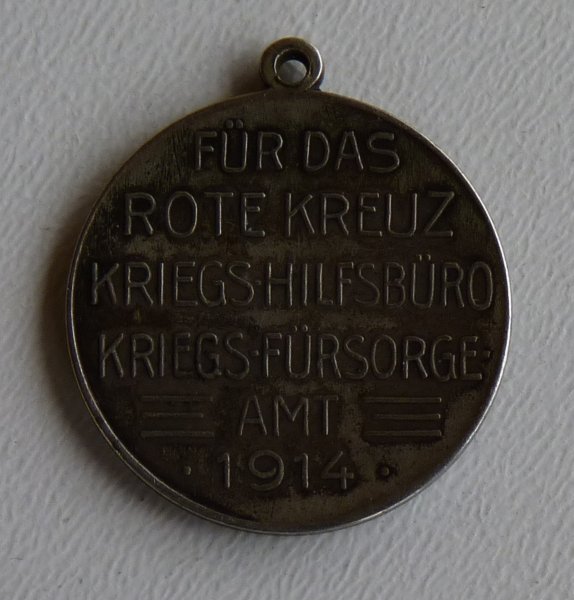 FÜR DAS
ROTE KREUZ
KRIEGS·HILFSBÜRO
KRIEGS-FÜRSORGE-
AMT
· 1914 ·